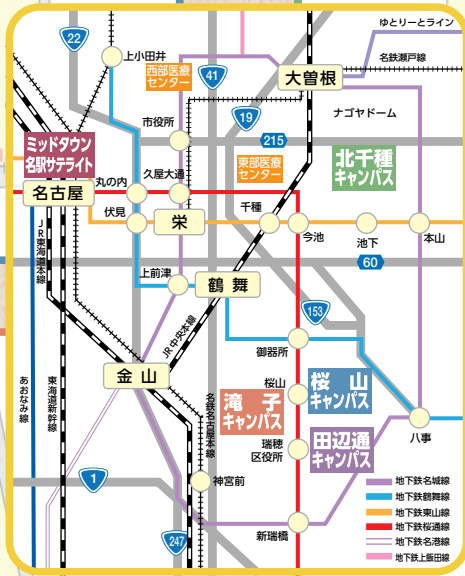 ゆとりーとライン
22
上小田井
名鉄瀬戸線
西部医療
センター
41
大曽根
19
ナゴヤドーム
市役所
215
ミッドタウン
名駅サテライト
東部医療
センター
北千種
キャンパス
丸の内
久屋大通
名古屋
伏見
栄
千種
今池
池下
本山
JR東海道本線
60
上前津
鶴舞
153
JR中央本線
御器所
金山
あおなみ線
東海道新幹線
名鉄名古屋本線
桜山
滝子
キャンパス
桜山
キャンパス
瑞穂
区役所
田辺通
キャンパス
八事
1
神宮前
新瑞橋
247
地下鉄名城線
地下鉄鶴舞線
地下鉄東山線
地下鉄桜通線
地下鉄名港線
地下鉄上飯田線